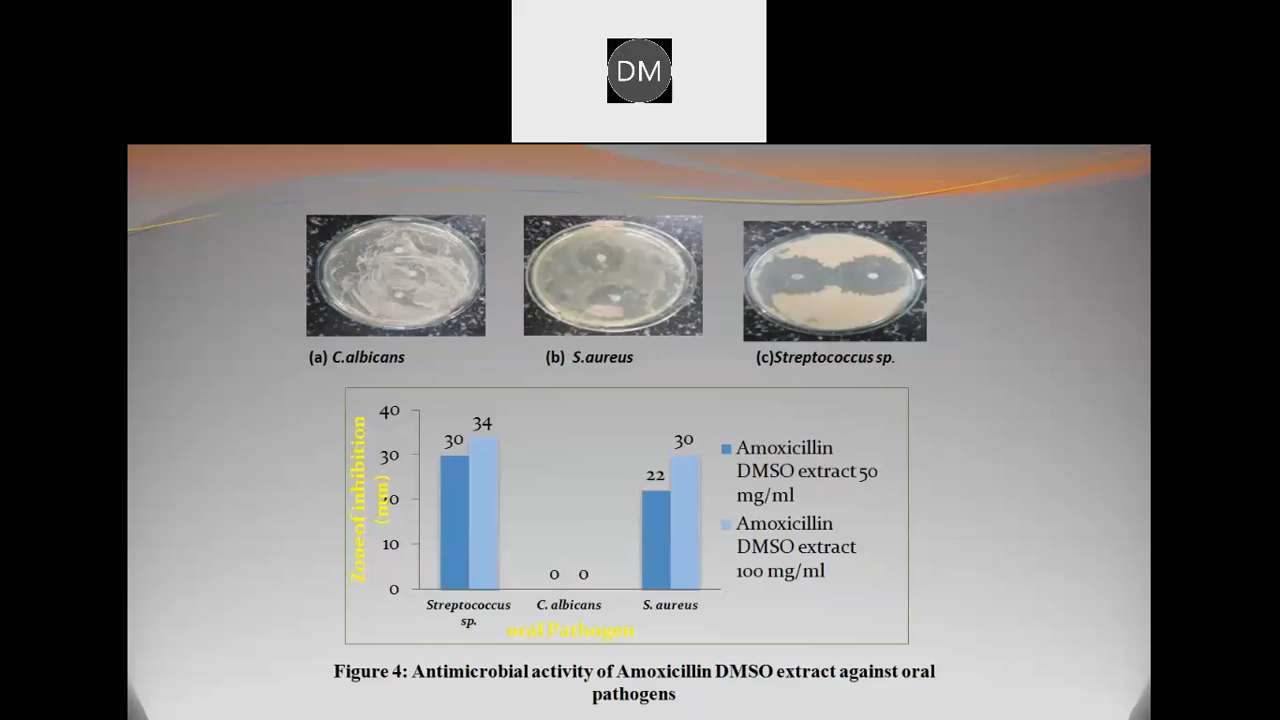 DM
(a) C.albicans
(b) S.aureus
(c)Streptococcus sp.
Zone of inhibition
(mm)
40
30
20
10
0
30
34
0
0
22
30
Streptococcus
sp.
C. albicans
S. aureus
oral Pathogen
Amoxicillin
DMSO extract 50
mg/ml
Amoxicillin
DMSO extract
100 mg/ml
Figure 4: Antimicrobial activity of Amoxicillin DMSO extract against oral
pathogens